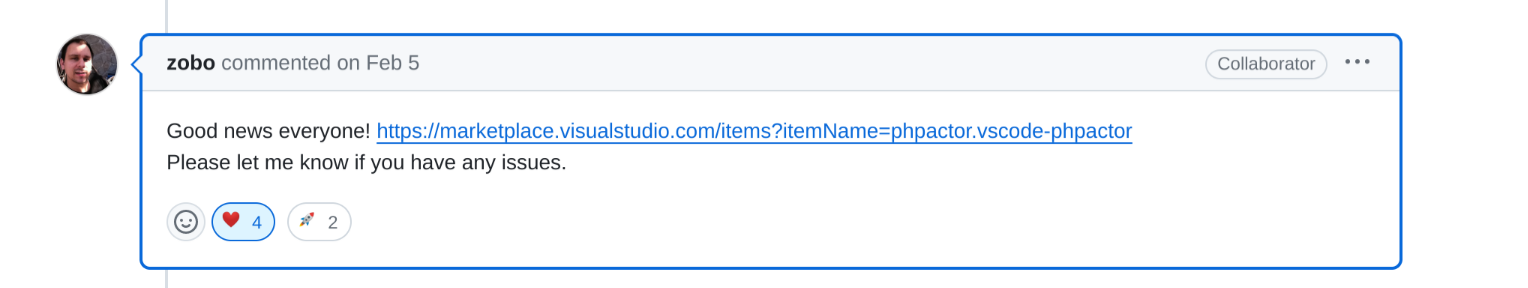 zobo commented on Feb 5
Collaborator
Good news everyone! https://marketplace.visualstudio.com/items?itemName=phpactor.vscode-phpactor
Please let me know if you have any issues.
4
2